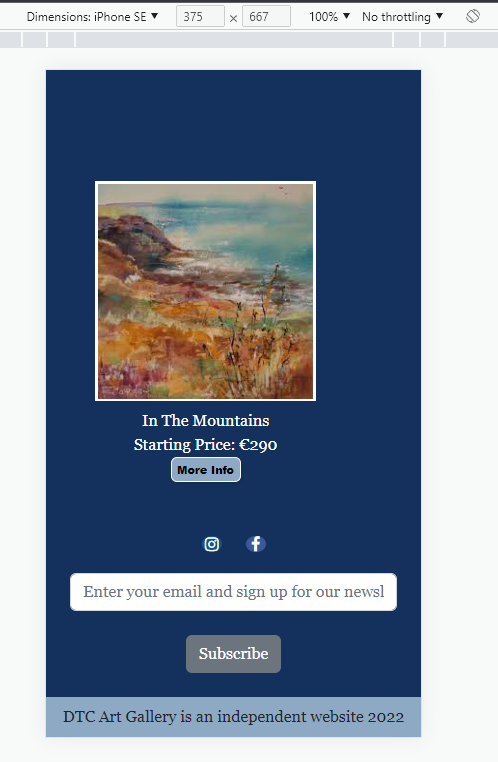 Dimensions: iPhone SE ▼ 375 × 667 100% ▼ No throttling ▼
In The Mountains
Starting Price: €290
More Info
Enter your email and sign up for our newsl
Subscribe
DTC Art Gallery is an independent website 2022